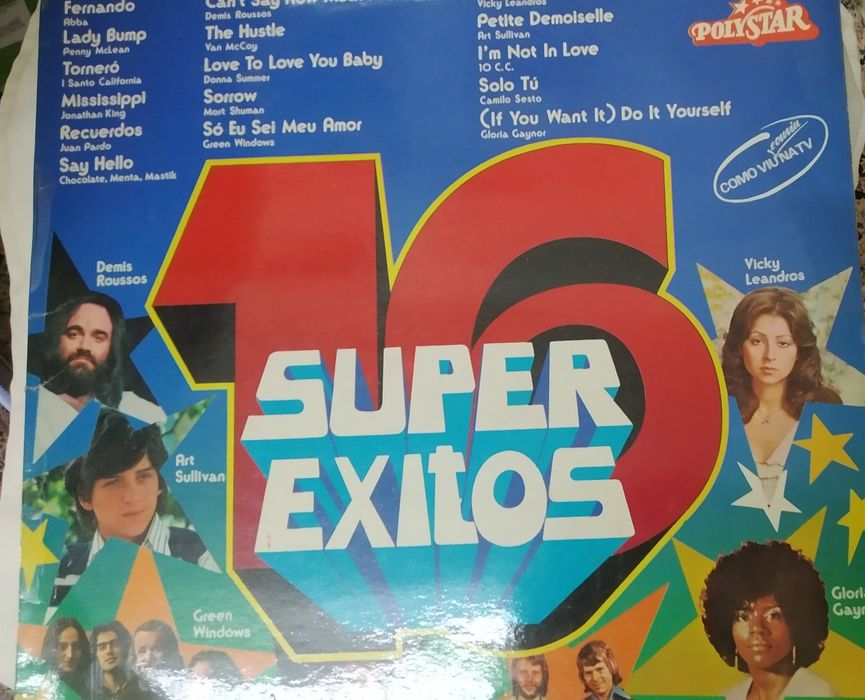 Fernando
Abba
Lady Bump
Penny McLean
Torneró
I Santo California
Mississippi
Jonathan King
Recuerdos
Juan Pardo
Say Hello
Chocolate, Menta, Mastik
Demis Roussos
The Hustle
Van McCoy
Love To Love You Baby
Donna Summer
Sorrow
Mort Shuman
Só Eu Sei Meu Amor
Green Windows
Vicky Leandros
Petite Demoiselle
Art Sullivan
I'm Not In Love
10 C.C.
Solo Tú
Camilo Sesto
(If You Want It) Do It Yourself
Gloria Gaynor
POLYSTAR
COMO VIU NA TV
16
SUPER
EXITOS
Demis
Roussos
Vicky
Leandros
Art
Sullivan
Green
Windows